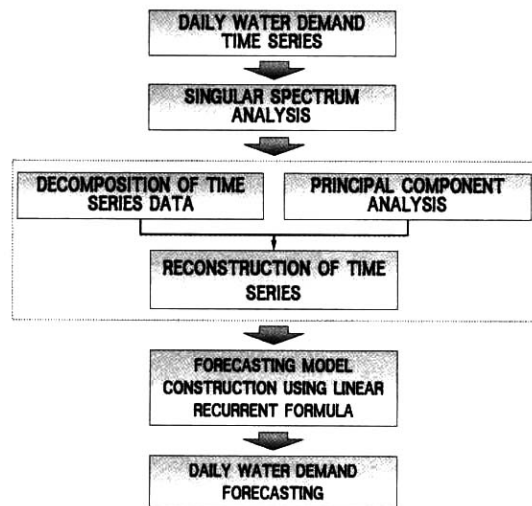 DAILY WATER DEMAND
TIME SERIES
SINGULAR SPECTRUM
ANALYSIS
DECOMPOSITION OF TIME
SERIES DATA
PRINCIPAL COMPONENT
ANALYSIS
RECONSTRUCTION OF TIME
SERIES
FORECASTING MODEL
CONSTRUCTION USING LINEAR
RECURRENT FORMULA
DAILY WATER DEMAND
FORECASTING